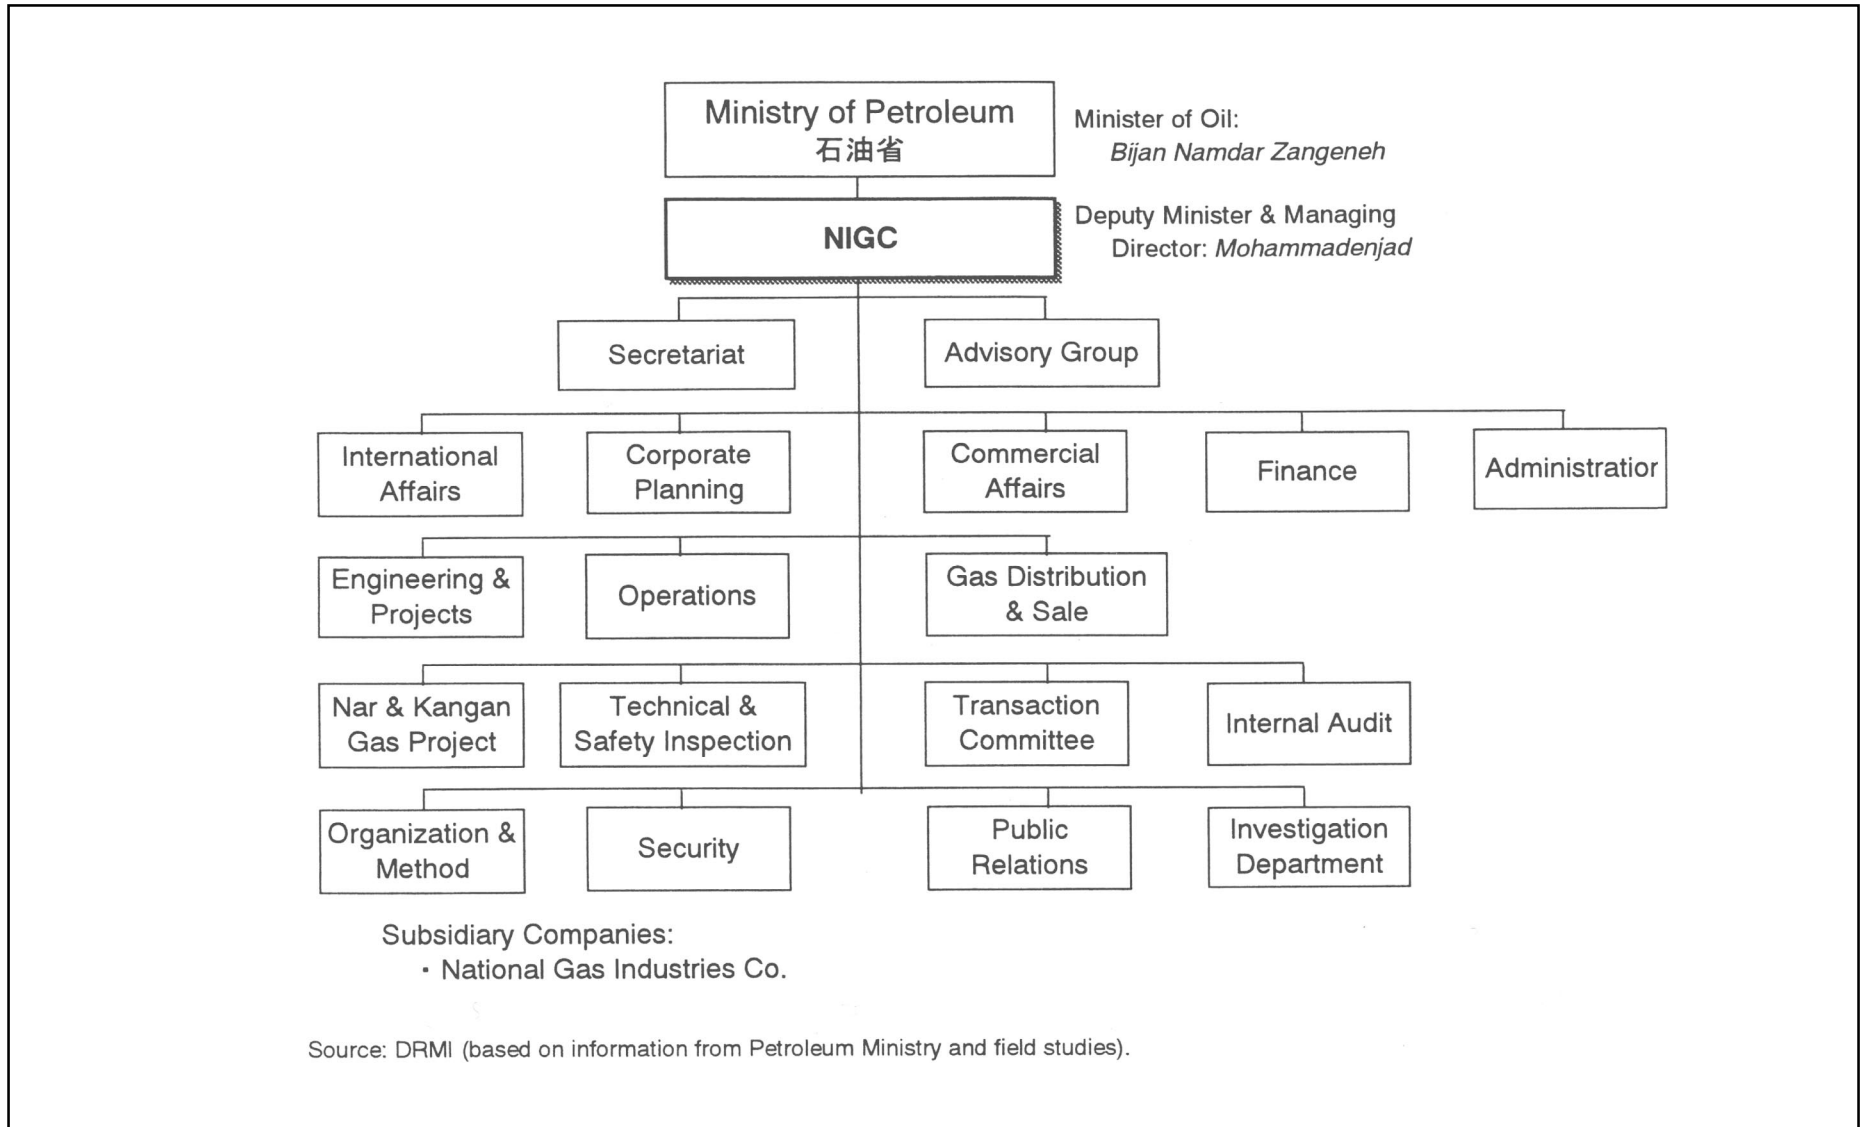 Ministry of Petroleum
石油省
Minister of Oil:
Bijan Namdar Zangeneh
NIGC
Deputy Minister & Managing
Director: Mohammadenjad
Secretariat
Advisory Group
International
Affairs
Corporate
Planning
Commercial
Affairs
Finance
Administratior
Engineering &
Projects
Operations
Gas Distribution
& Sale
Nar & Kangan
Gas Project
Technical &
Safety Inspection
Transaction
Committee
Internal Audit
Organization &
Method
Security
Public
Relations
Investigation
Department
Subsidiary Companies:
· National Gas Industries Co.
Source: DRMI (based on information from Petroleum Ministry and field studies).